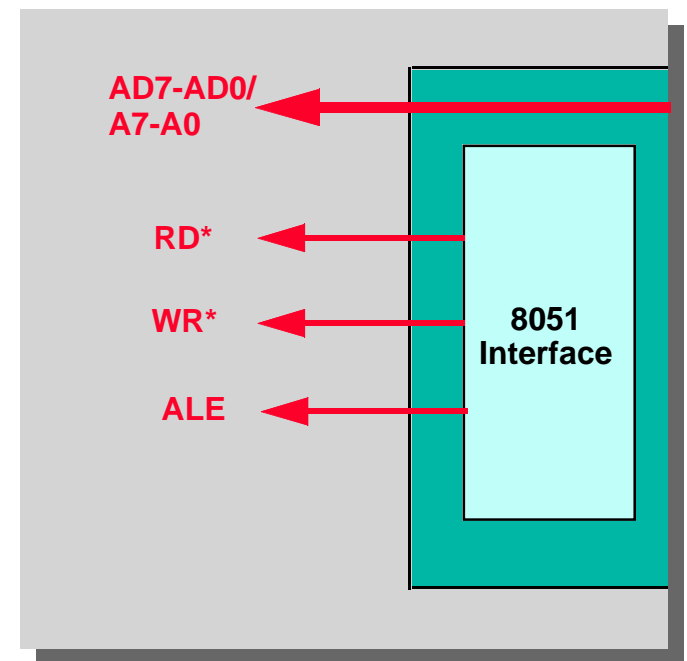 AD7-AD0/
A7-A0
RD*
WR*
ALE
8051
Interface